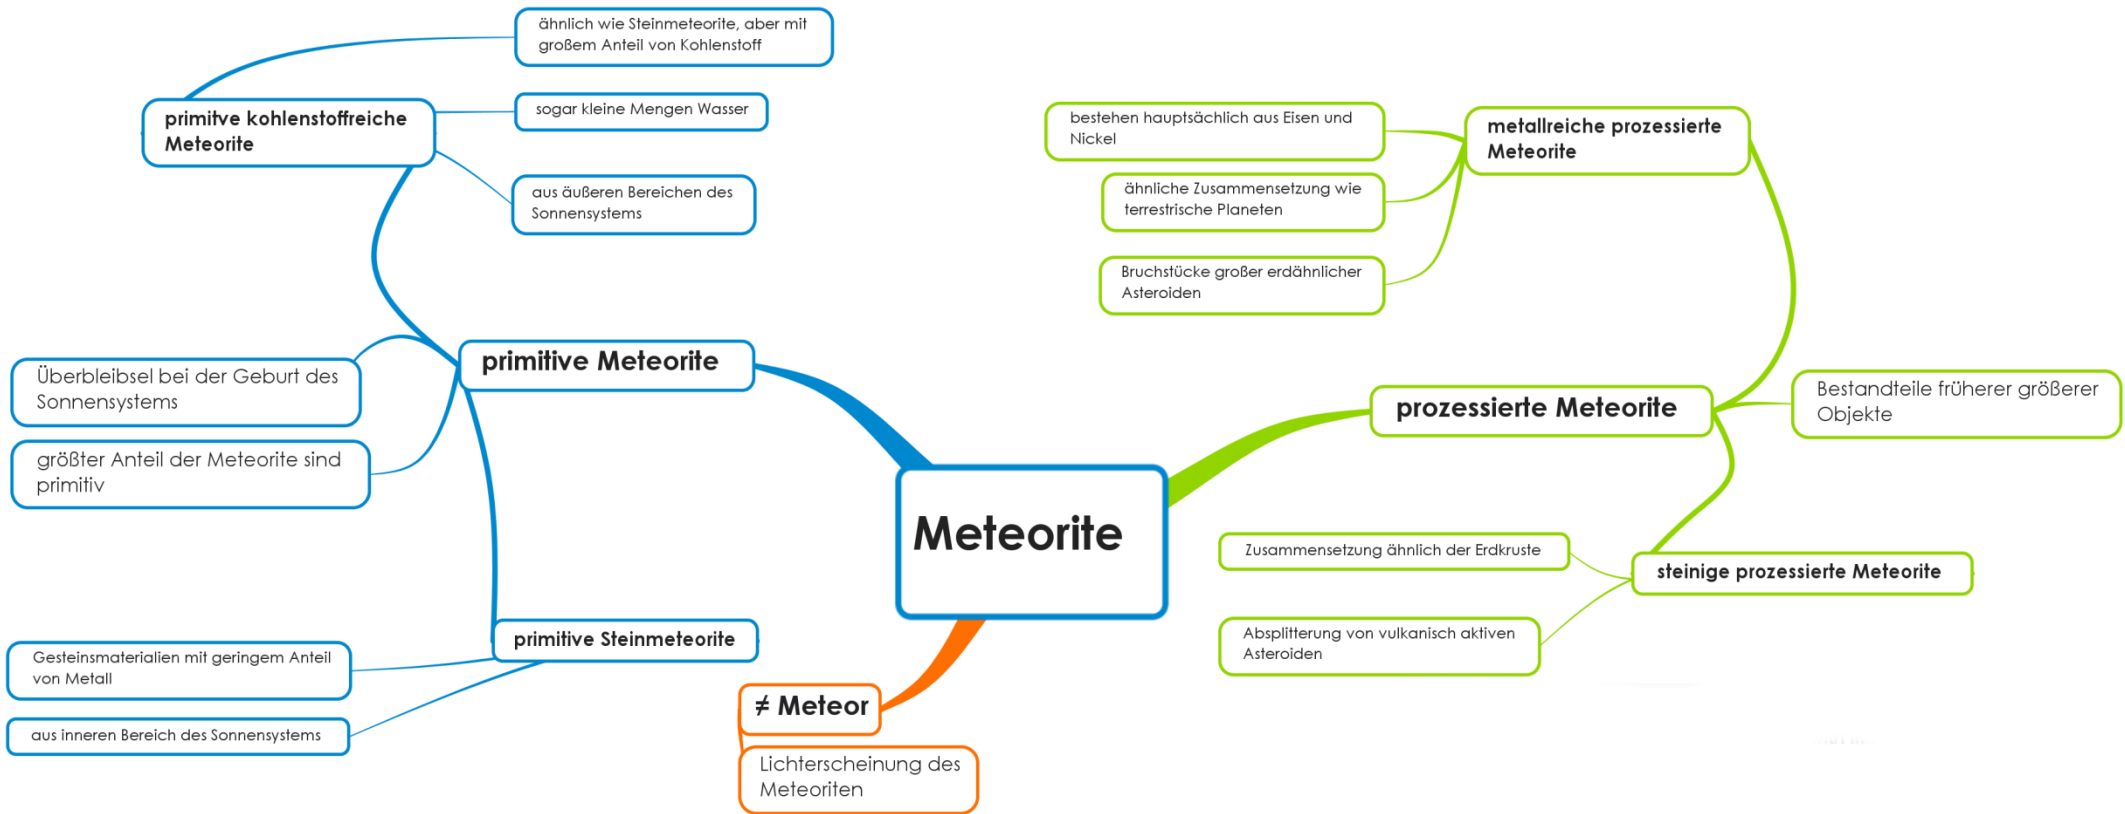 ähnlich wie Steinmeteorite, aber mit
großem Anteil von Kohlenstoff
primitve kohlenstoffreiche
Meteorite
sogar kleine Mengen Wasser
aus äußeren Bereichen des
Sonnensystems
primitive Meteorite
Überbleibsel bei der Geburt des
Sonnensystems
größter Anteil der Meteorite sind
primitiv
primitive Steinmeteorite
Gesteinsmaterialien mit geringem Anteil
von Metall
aus inneren Bereich des Sonnensystems
Meteorite
≠ Meteor
Lichterscheinung des
Meteoriten
metallreiche prozessierte
Meteorite
bestehen hauptsächlich aus Eisen und
Nickel
ähnliche Zusammensetzung wie
terrestrische Planeten
Bruchstücke großer erdähnlicher
Asteroiden
prozessierte Meteorite
Bestandteile früherer größerer
Objekte
steinige prozessierte Meteorite
Zusammensetzung ähnlich der Erdkruste
Absplitterung von vulkanisch aktiven
Asteroiden